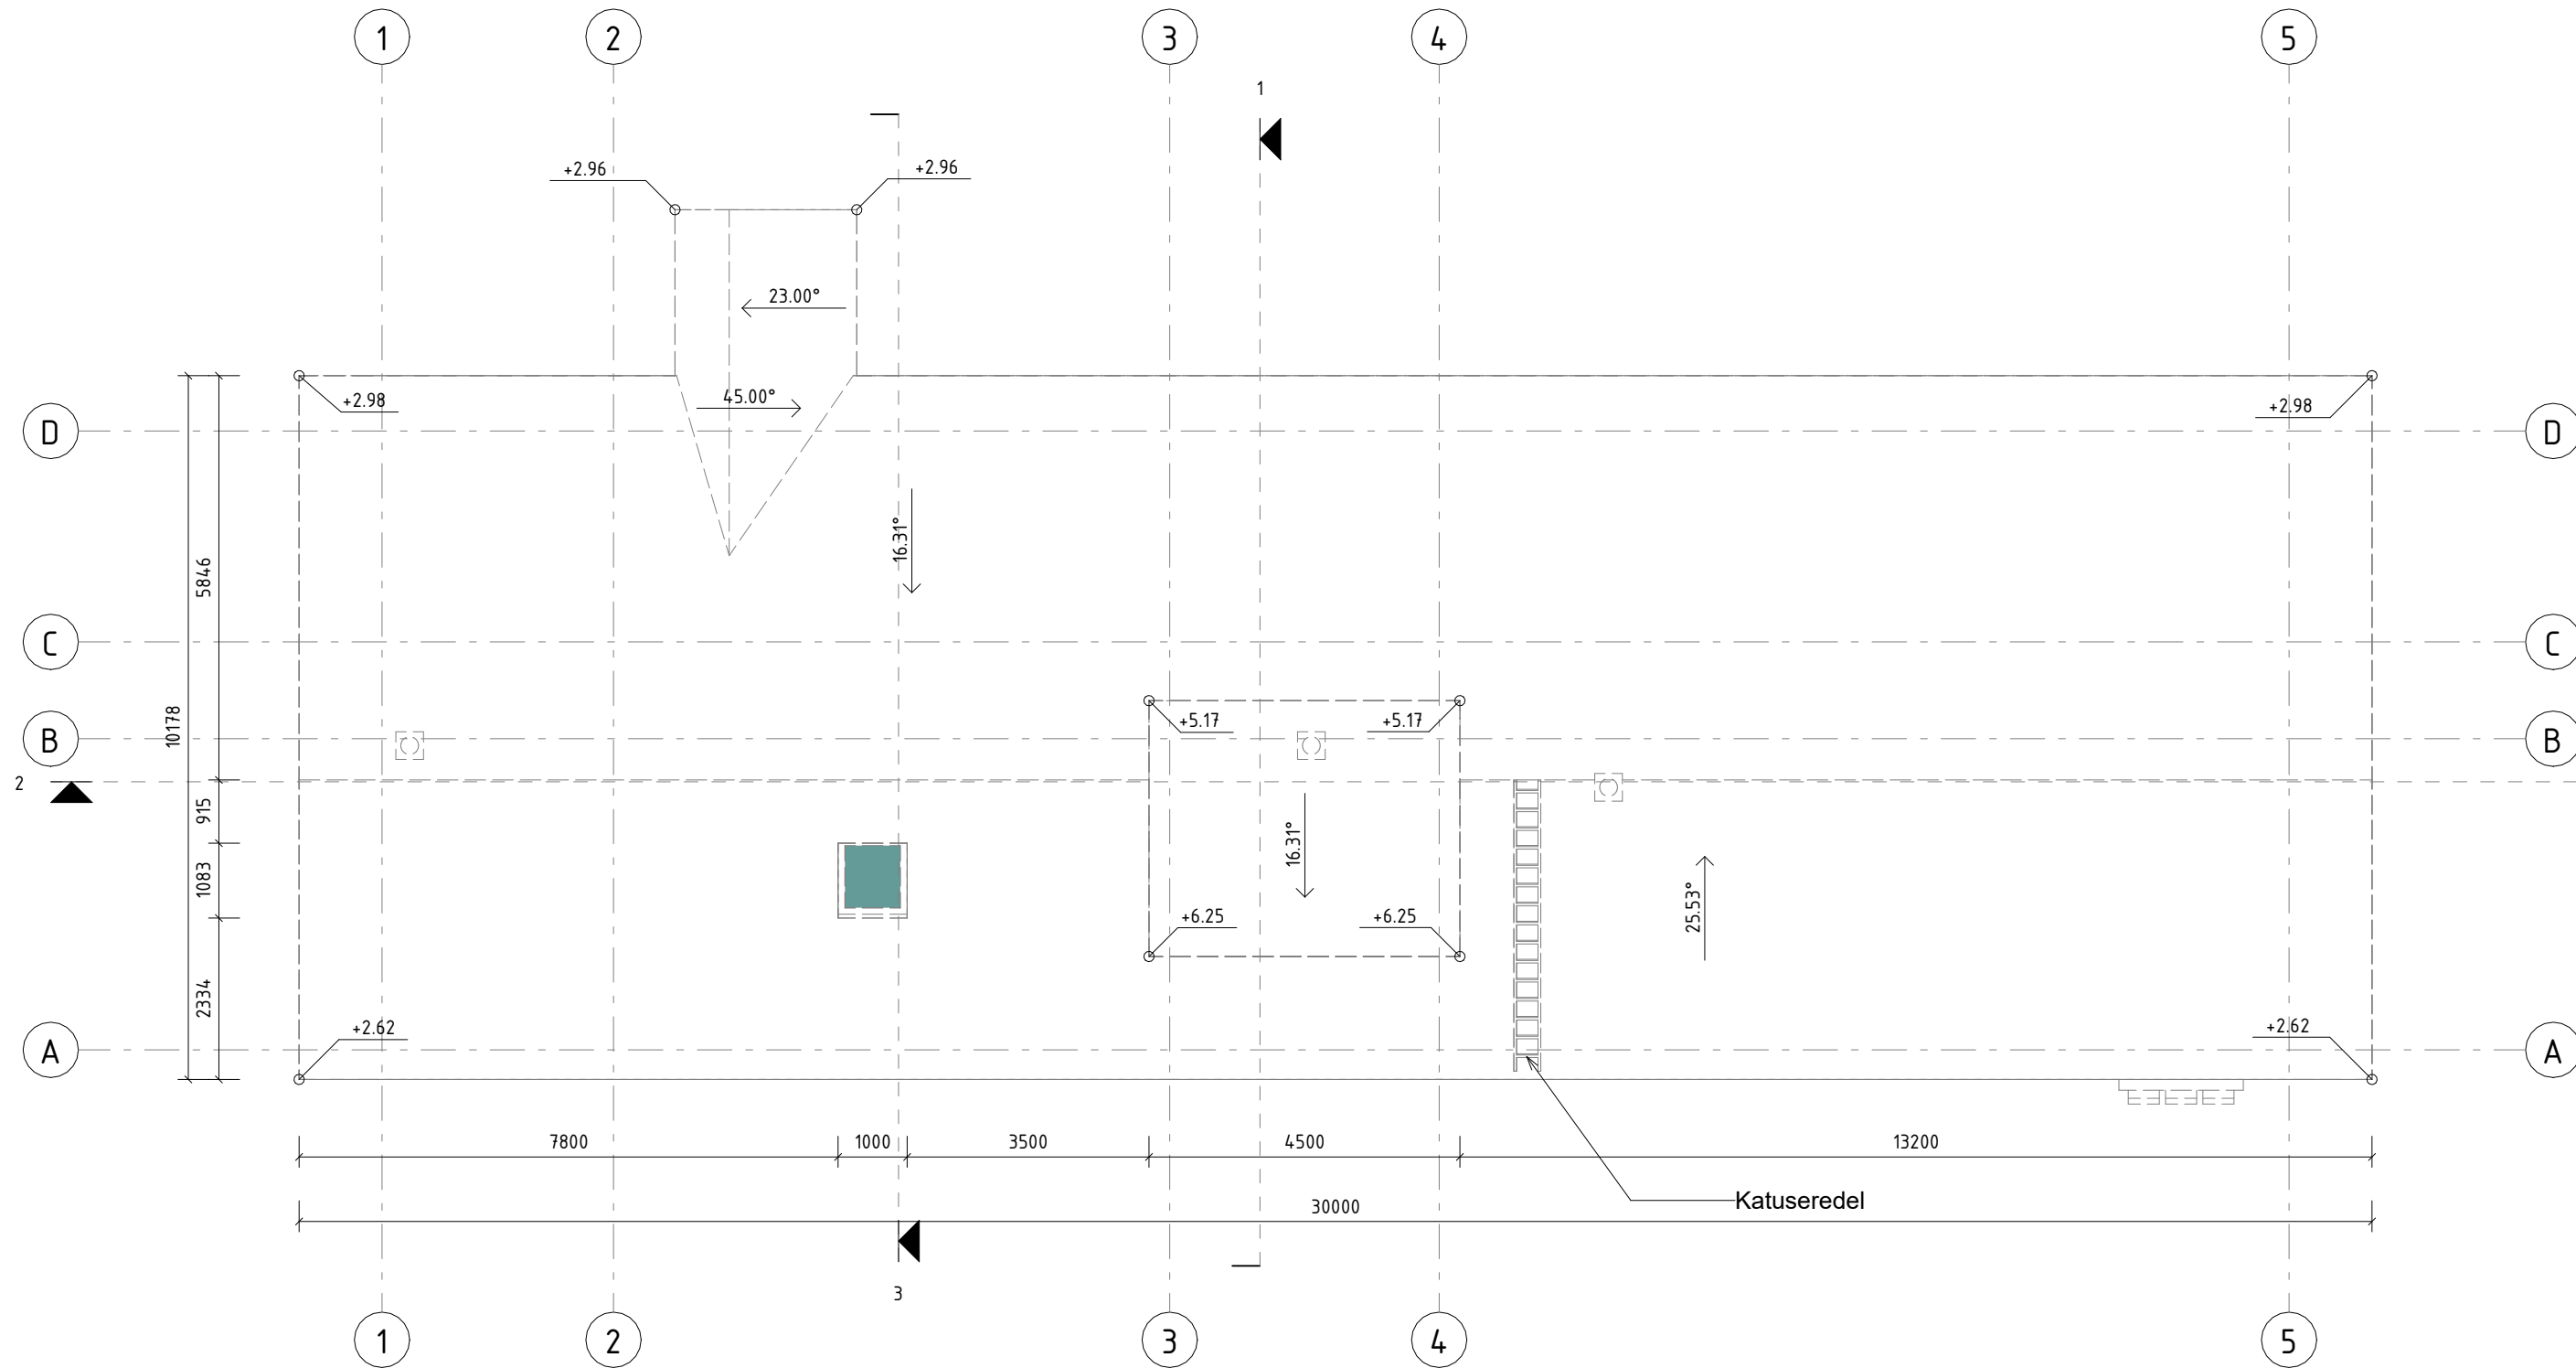 1 2 3 4 5
1
+2.96 +2.96
23.00°
45.00°
+2.98 +2.98
D D
16.31°
5846
C C
10178
+5.17 +5.17
B B
2
915
16.31°
1083
25.53°
+6.25 +6.25
2334
+2.62 +2.62
A A
7800 1000 3500 4500 13200
Katuseredel
30000
3
1 2 3 4 5